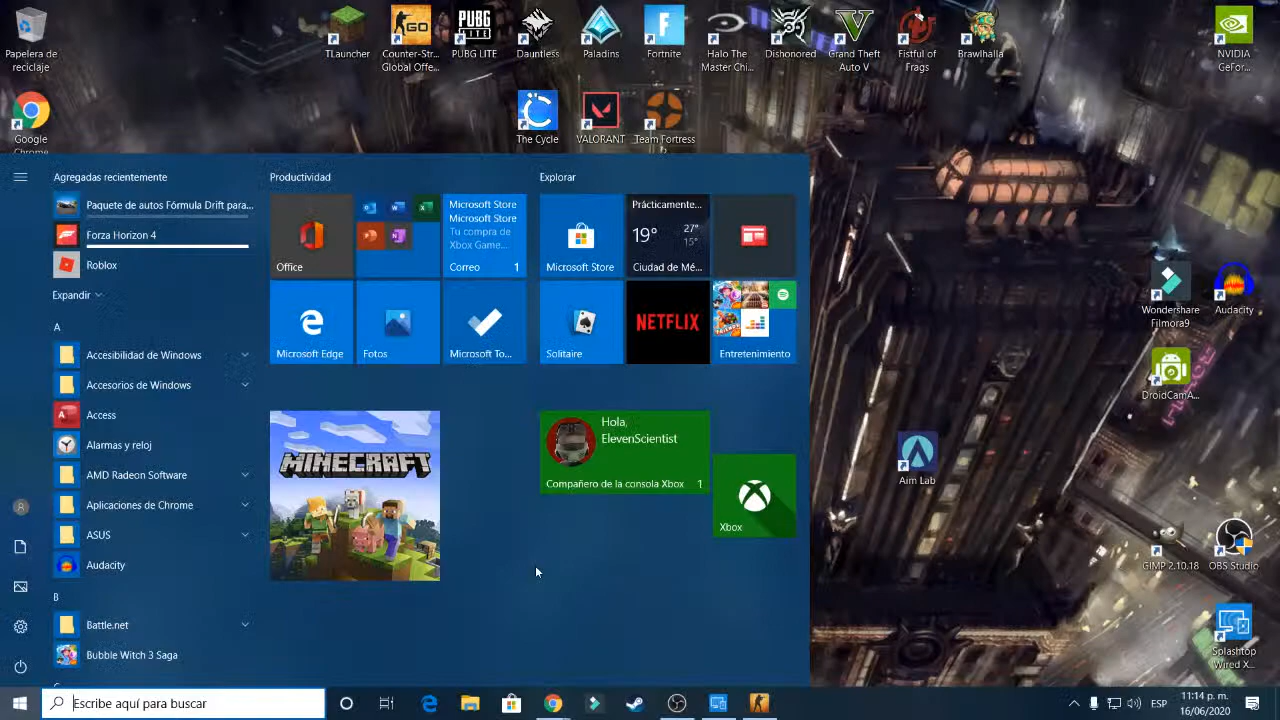 Papelera de
reciclaje
TLauncher
Counter-Str...
Global Offe...
PUBG LITE
Dauntless
Paladins
Fortnite
Halo The
Master Chi...
Dishonored
Grand Theft
Auto V
Fistful of
Frags
Brawlhalla
NVIDIA
GeFor...
Google
Chrome
The Cycle
VALORANT
Team Fortress
Agregadas recientemente
Paquete de autos Fórmula Drift para...
Forza Horizon 4
Roblox
Expandir
A
Accesibilidad de Windows
Accesorios de Windows
Access
Alarmas y reloj
AMD Radeon Software
Aplicaciones de Chrome
ASUS
Audacity
B
Battle.net
Bubble Witch 3 Saga
Productividad
Office
Microsoft Store
Microsoft Store
Tu compra de
Xbox Game...
Correo 1
Microsoft Edge
Fotos
Microsoft To...
MINECRAFT
Explorar
Microsoft Store
Prácticamente...
19° 27°
15°
Ciudad de Mé...
Solitaire
NETFLIX
Entretenimiento
Hola,
ElevenScientist
Compañero de la consola Xbox 1
Xbox
Wondershare
Filmora9
Audacity
DroidCamA...
Aim Lab
GIMP 2.10.18
OBS Studio
Splashtop
Wired X...
Escribe aquí para buscar
ESP
11:14 p. m.
16/06/2020